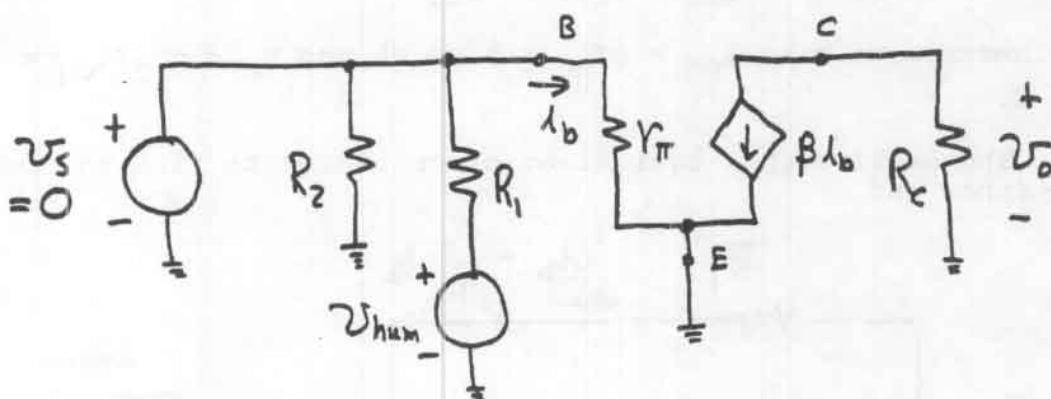 B
C
i_b
+
v_s
= 0
-
R_2
R_1
r_π
β i_b
R_c
+
v_o
-
E
+
v_hum
-